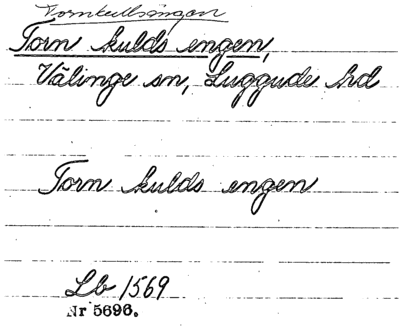 Tornkullsängen
Torn kulds engen,
Välinge sn, Luggude hd
Torn kulds engen
Lb 1569
Nr 5696.